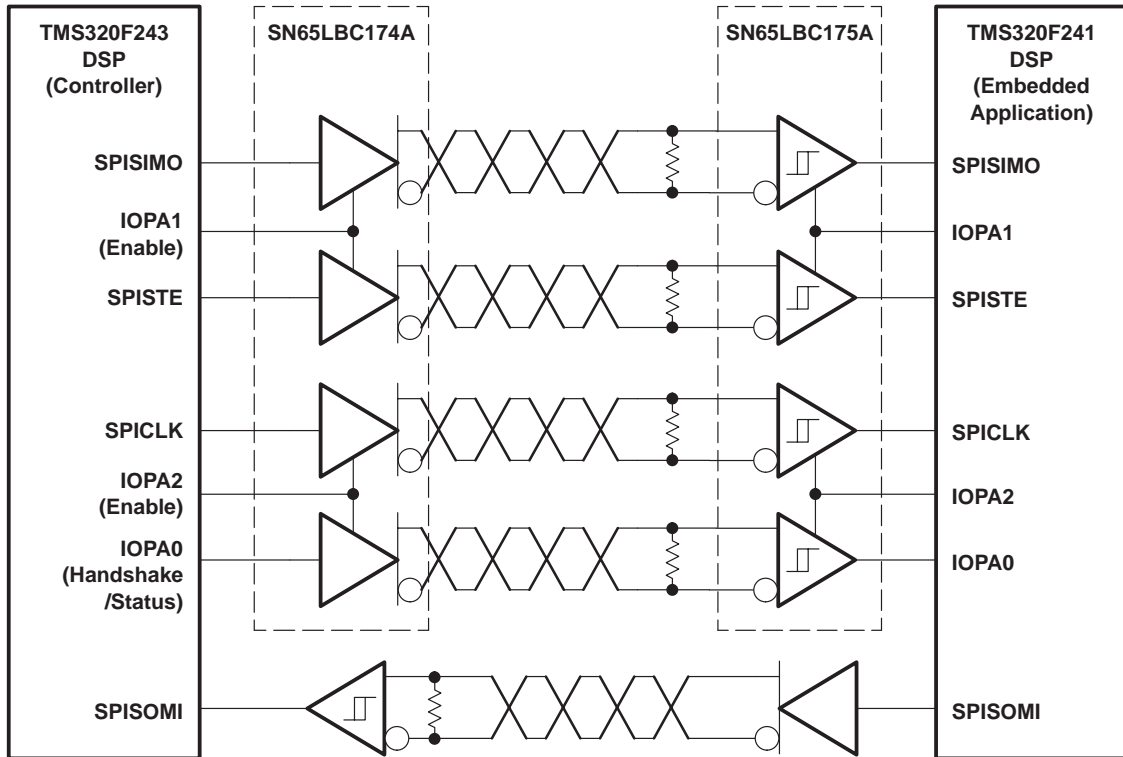 TMS320F243
DSP
(Controller)
SPISIMO
IOPA1
(Enable)
SPISTE
SPICLK
IOPA2
(Enable)
IOPA0
(Handshake
/Status)
SPISOMI
SN65LBC174A
SN65LBC175A
TMS320F241
DSP
(Embedded
Application)
SPISIMO
IOPA1
SPISTE
SPICLK
IOPA2
IOPA0
SPISOMI